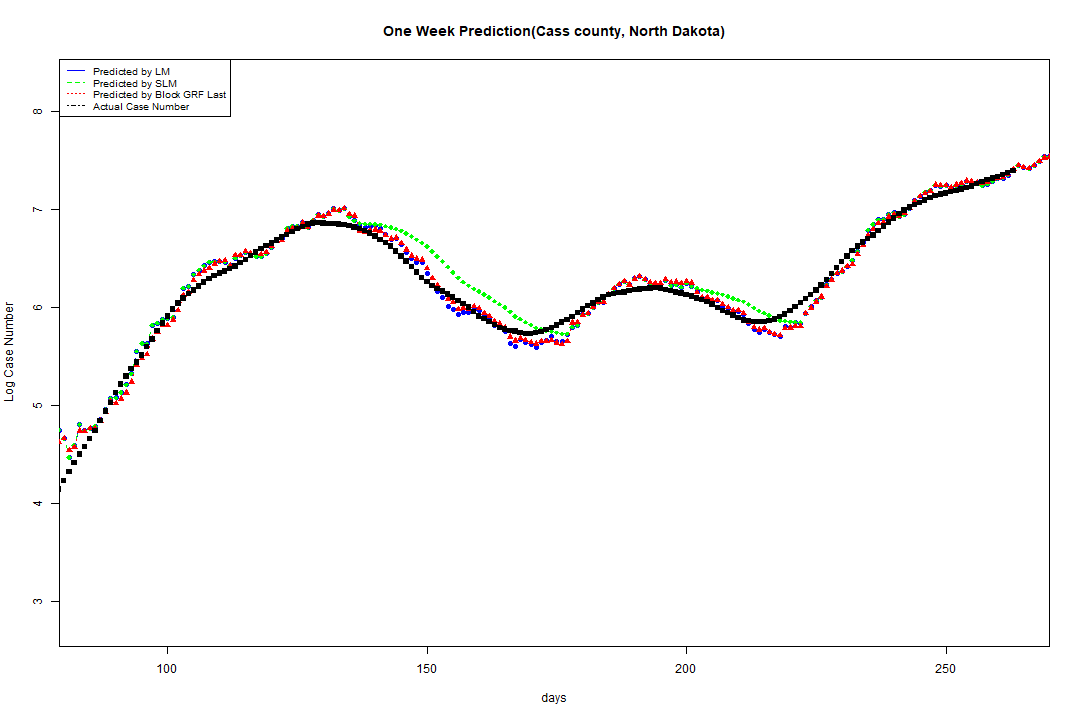 One Week Prediction(Cass county, North Dakota)
Predicted by LM
Predicted by SLM
Predicted by Block GRF Last
Actual Case Number
8
7
6
5
4
3
Log Case Number
100
150
200
250
days